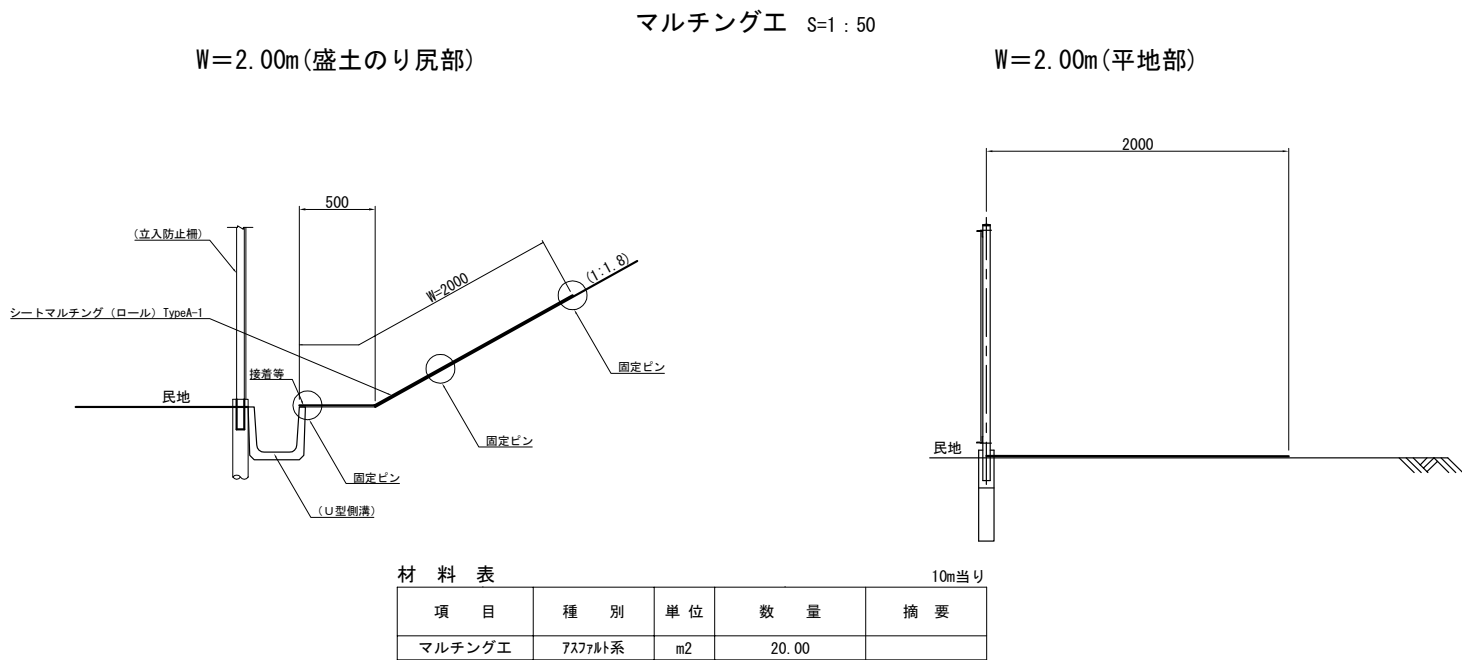 マルチング工 S=1：50
W＝2.00m(盛土のり尻部)
W＝2.00m(平地部)
2000
500
(立入防止柵)
W=2000
(1:1.8)
シートマルチング（ロール）TypeA-1
固定ピン
接着等
民地
固定ピン
民地
固定ピン
（U型側溝）
材 料 表
10m当り
項 目 種 別 単 位 数 量 摘 要
マルチング工 ｱｽﾌｧﾙﾄ系 m2 20.00